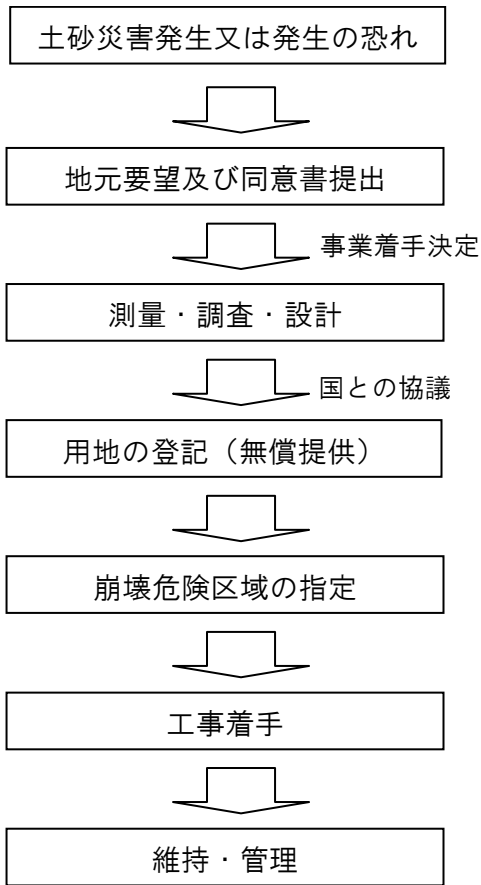 土砂災害発生又は発生の恐れ
地元要望及び同意書提出
事業着手決定
測量・調査・設計
国との協議
用地の登記（無償提供）
崩壊危険区域の指定
工事着手
維持・管理